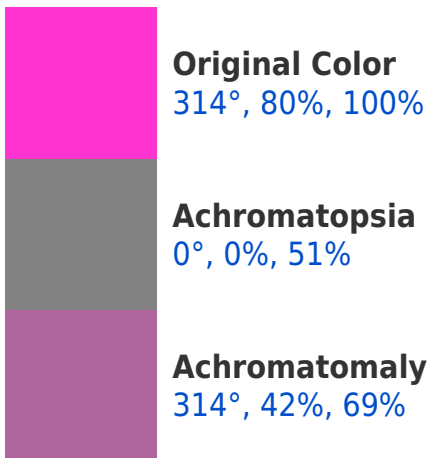 Original Color
314°, 80%, 100%
Achromatopsia
0°, 0%, 51%
Achromatomaly
314°, 42%, 69%